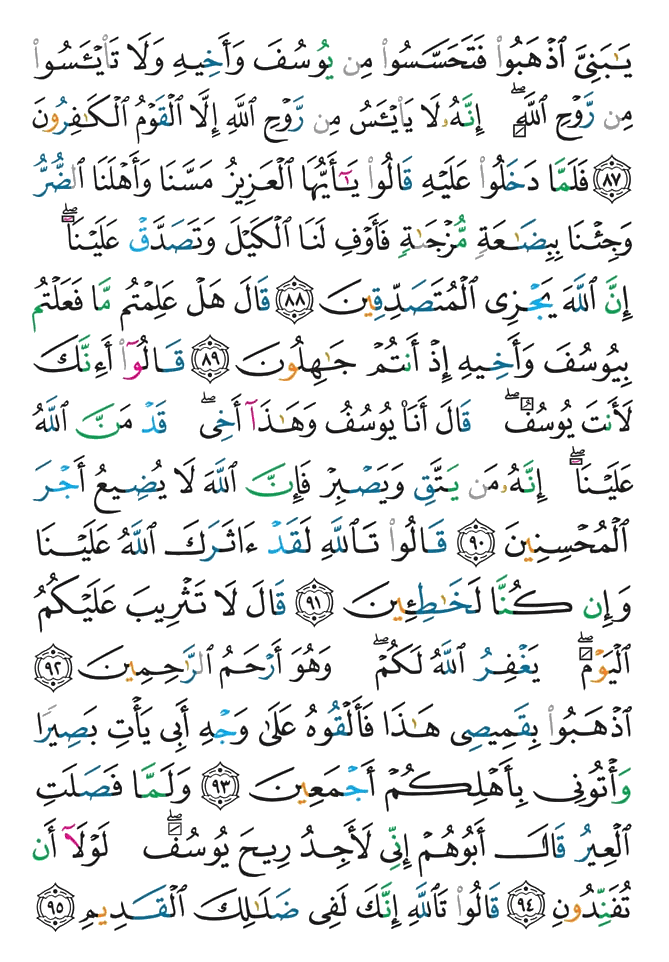 يَـٰبَنِىَّ ٱذْهَبُوا۟ فَتَحَسَّسُوا۟ مِن يُوسُفَ وَأَخِيهِ وَلَا تَا۟يْـَٔسُوا۟
مِن رَّوْحِ ٱللَّهِ ۖ إِنَّهُۥ لَا يَا۟يْـَٔسُ مِن رَّوْحِ ٱللَّهِ إِلَّا ٱلْقَوْمُ ٱلْكَـٰفِرُونَ
٨٧ فَلَمَّا دَخَلُوا۟ عَلَيْهِ قَالُوا۟ يَـٰٓأَيُّهَا ٱلْعَزِيزُ مَسَّنَا وَأَهْلَنَا ٱلضُّرُّ
وَجِئْنَا بِبِضَـٰعَةٍ مُّزْجَىٰةٍ فَأَوْفِ لَنَا ٱلْكَيْلَ وَتَصَدَّقْ عَلَيْنَآ ۖ
إِنَّ ٱللَّهَ يَجْزِى ٱلْمُتَصَدِّقِينَ ٨٨ قَالَ هَلْ عَلِمْتُم مَّا فَعَلْتُم
بِيُوسُفَ وَأَخِيهِ إِذْ أَنتُمْ جَـٰهِلُونَ ٨٩ قَالُوٓا۟ أَءِنَّكَ
لَأَنتَ يُوسُفُ ۖ قَالَ أَنَا۠ يُوسُفُ وَهَـٰذَآ أَخِى ۖ قَدْ مَنَّ ٱللَّهُ
عَلَيْنَآ ۖ إِنَّهُۥ مَن يَتَّقِ وَيَصْبِرْ فَإِنَّ ٱللَّهَ لَا يُضِيعُ أَجْرَ
ٱلْمُحْسِنِينَ ٩٠ قَالُوا۟ تَٱللَّهِ لَقَدْ ءَاثَرَكَ ٱللَّهُ عَلَيْنَا
وَإِن كُنَّا لَخَـٰطِـِٔينَ ٩١ قَالَ لَا تَثْرِيبَ عَلَيْكُمُ
ٱلْيَوْمَ ۖ يَغْفِرُ ٱللَّهُ لَكُمْ ۖ وَهُوَ أَرْحَمُ ٱلرَّٰحِمِينَ ٩٢
ٱذْهَبُوا۟ بِقَمِيصِى هَـٰذَا فَأَلْقُوهُ عَلَىٰ وَجْهِ أَبِى يَأْتِ بَصِيرًا
وَأْتُونِى بِأَهْلِكُمْ أَجْمَعِينَ ٩٣ وَلَمَّا فَصَلَتِ
ٱلْعِيرُ قَالَ أَبُوهُمْ إِنِّى لَأَجِدُ رِيحَ يُوسُفَ ۖ لَوْلَآ أَن
تُفَنِّدُونِ ٩٤ قَالُوا۟ تَٱللَّهِ إِنَّكَ لَفِى ضَلَـٰلِكَ ٱلْقَدِيمِ ٩٥